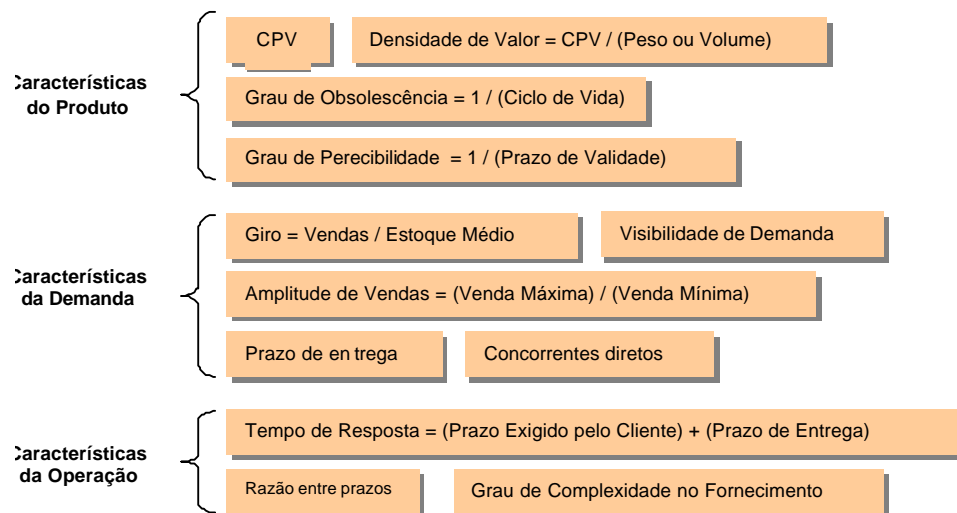 CPV
Densidade de Valor = CPV / (Peso ou Volume)
Características
do Produto
Grau de Obsolescência = 1 / (Ciclo de Vida)
Grau de Perecibilidade = 1 / (Prazo de Validade)
Giro = Vendas / Estoque Médio
Visibilidade de Demanda
Características
da Demanda
Amplitude de Vendas = (Venda Máxima) / (Venda Mínima)
Prazo de en trega
Concorrentes diretos
Tempo de Resposta = (Prazo Exigido pelo Cliente) + (Prazo de Entrega)
Características
da Operação
Razão entre prazos
Grau de Complexidade no Fornecimento